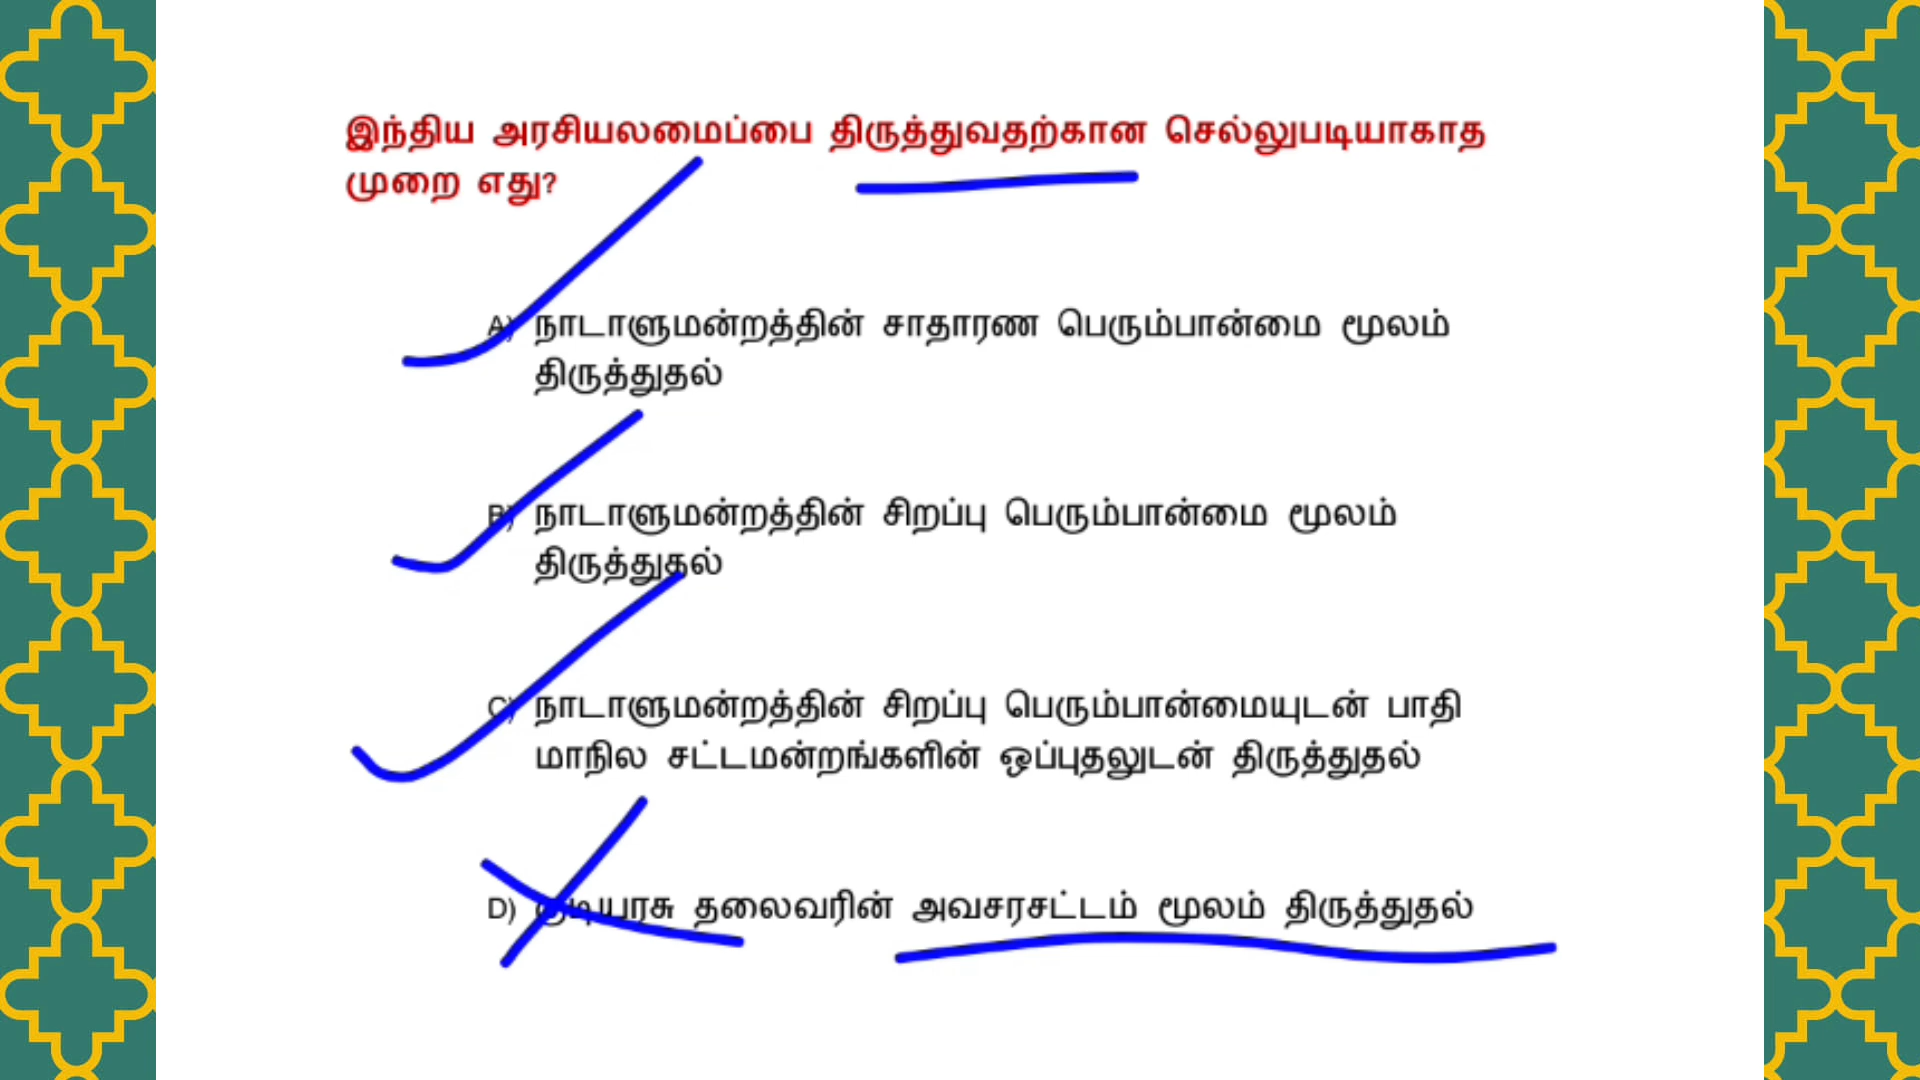 இந்திய அரசியலமைப்பை திருத்துவதற்கான செல்லுபடியாகாத
முறை எது?
A) நாடாளுமன்றத்தின் சாதாரண பெரும்பான்மை மூலம்
திருத்துதல்
B) நாடாளுமன்றத்தின் சிறப்பு பெரும்பான்மை மூலம்
திருத்துதல்
C) நாடாளுமன்றத்தின் சிறப்பு பெரும்பான்மையுடன் பாதி
மாநில சட்டமன்றங்களின் ஒப்புதலுடன் திருத்துதல்
D) குடியரசு தலைவரின் அவசரசட்டம் மூலம் திருத்துதல்